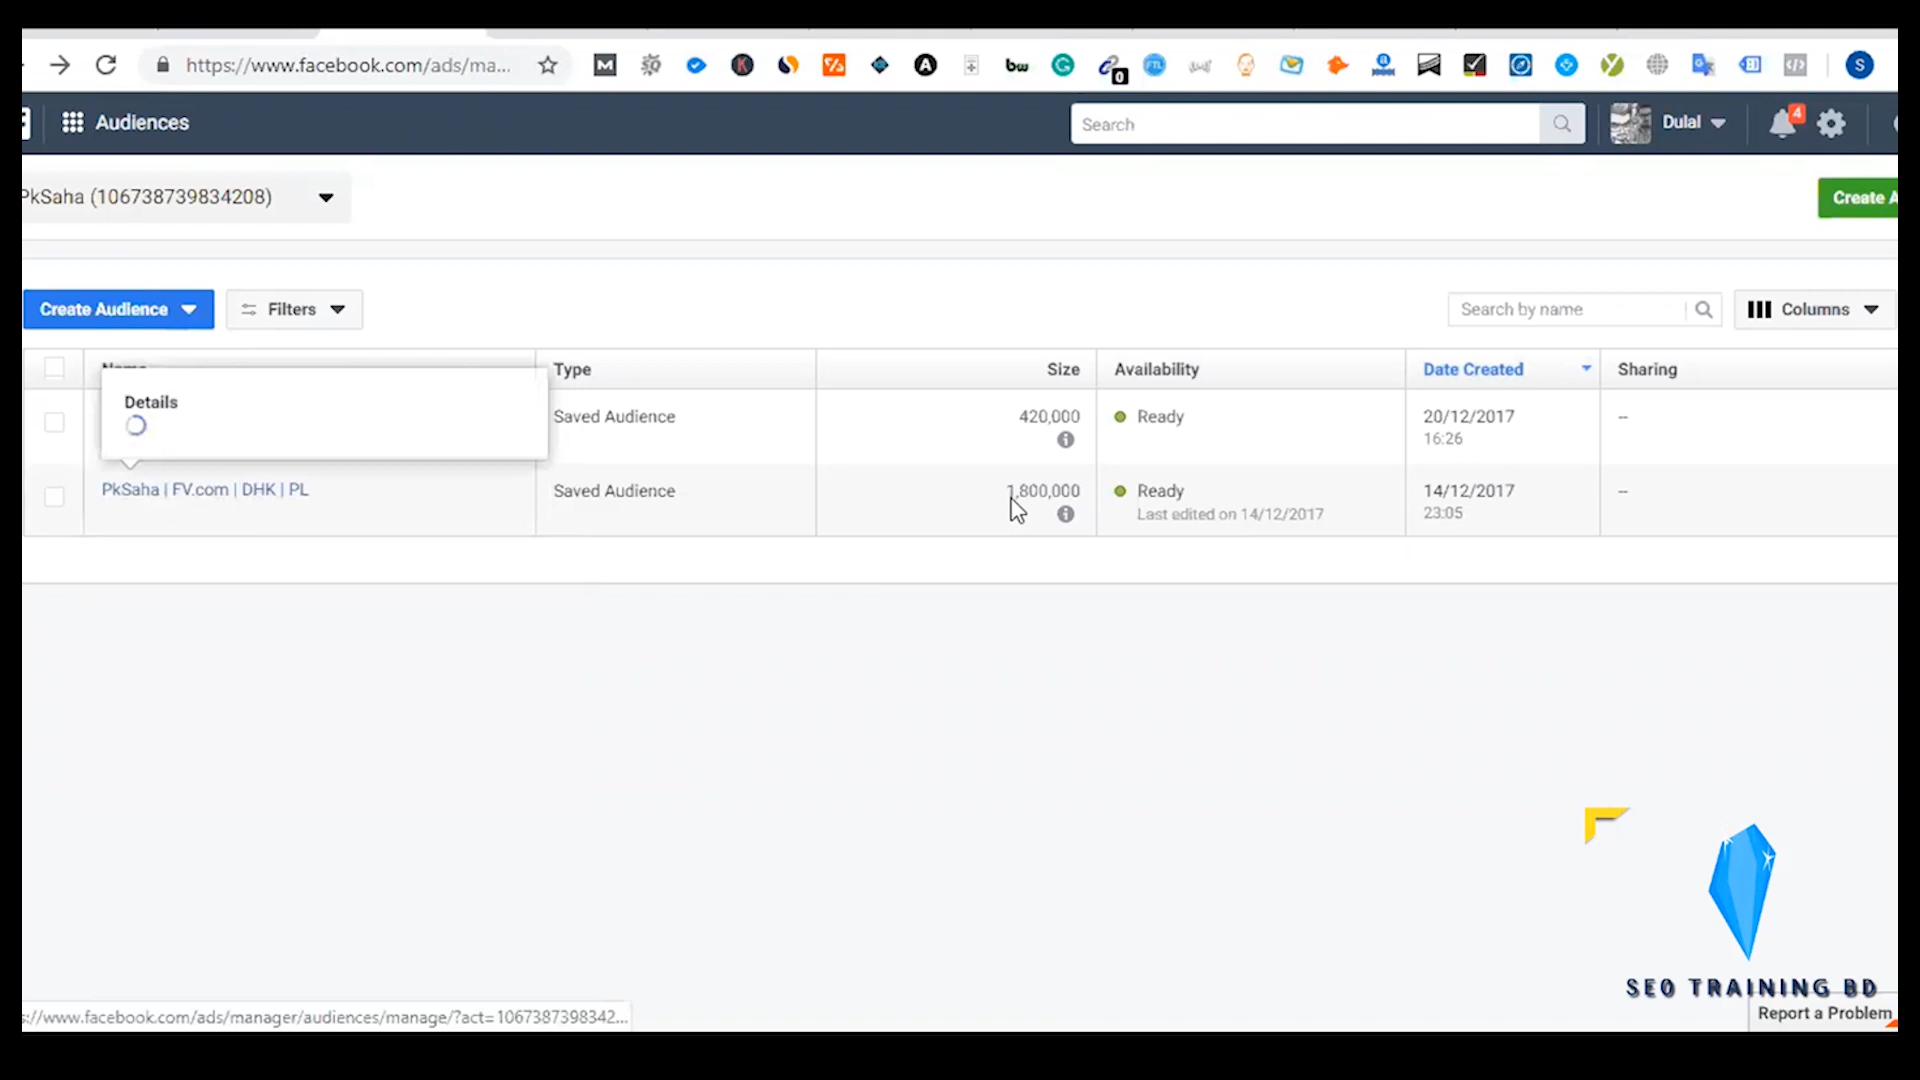 https://www.facebook.com/ads/ma...
0
S
Audiences
Search
Dulal
4
PkSaha (106738739834208)
Create A
Create Audience
Filters
Search by name
Columns
Type
Size
Availability
Date Created
Sharing
Details
Saved Audience
420,000
Ready
20/12/2017
--
16:26
PkSaha | FV.com | DHK | PL
Saved Audience
1,800,000
Ready
14/12/2017
--
Last edited on 14/12/2017
23:05
SEO TRAINING BD
s://www.facebook.com/ads/manager/audiences/manage/?act=1067387398342...
Report a Problem